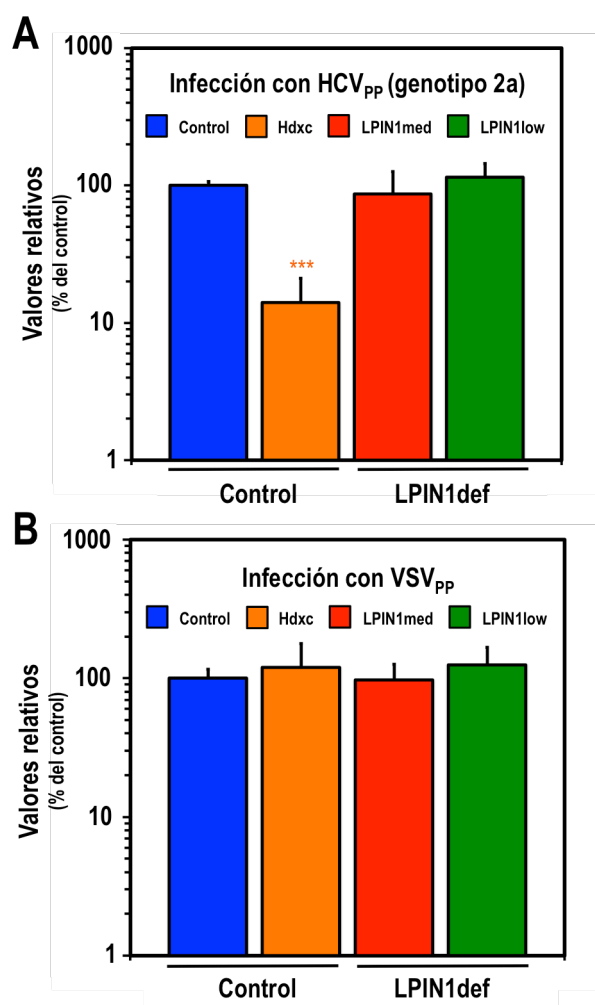 A
Infección con HCVPP (genotipo 2a)
Control Hdxc LPIN1med LPIN1low
Valores relativos
(% del control)
1000
100
10
1
***
Control LPIN1def
B
Infección con VSVPP
Control Hdxc LPIN1med LPIN1low
Valores relativos
(% del control)
1000
100
10
1
Control LPIN1def